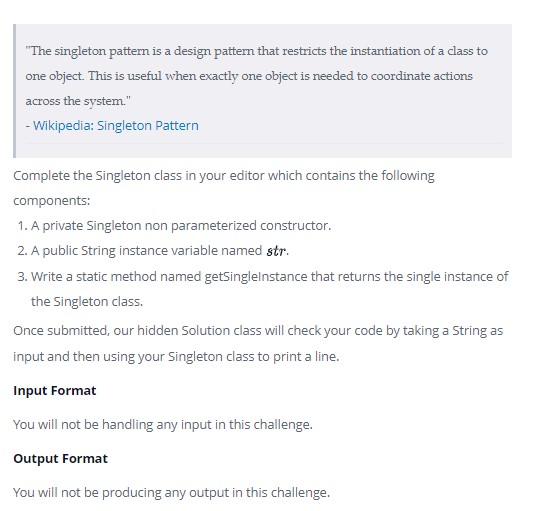 "The singleton pattern is a design pattern that restricts the instantiation of a class to
one object. This is useful when exactly one object is needed to coordinate actions
across the system."
- Wikipedia: Singleton Pattern
Complete the Singleton class in your editor which contains the following
components:
1. A private Singleton non parameterized constructor.
2. A public String instance variable named str.
3. Write a static method named getSingleInstance that returns the single instance of
the Singleton class.
Once submitted, our hidden Solution class will check your code by taking a String as
input and then using your Singleton class to print a line.
Input Format
You will not be handling any input in this challenge.
Output Format
You will not be producing any output in this challenge.